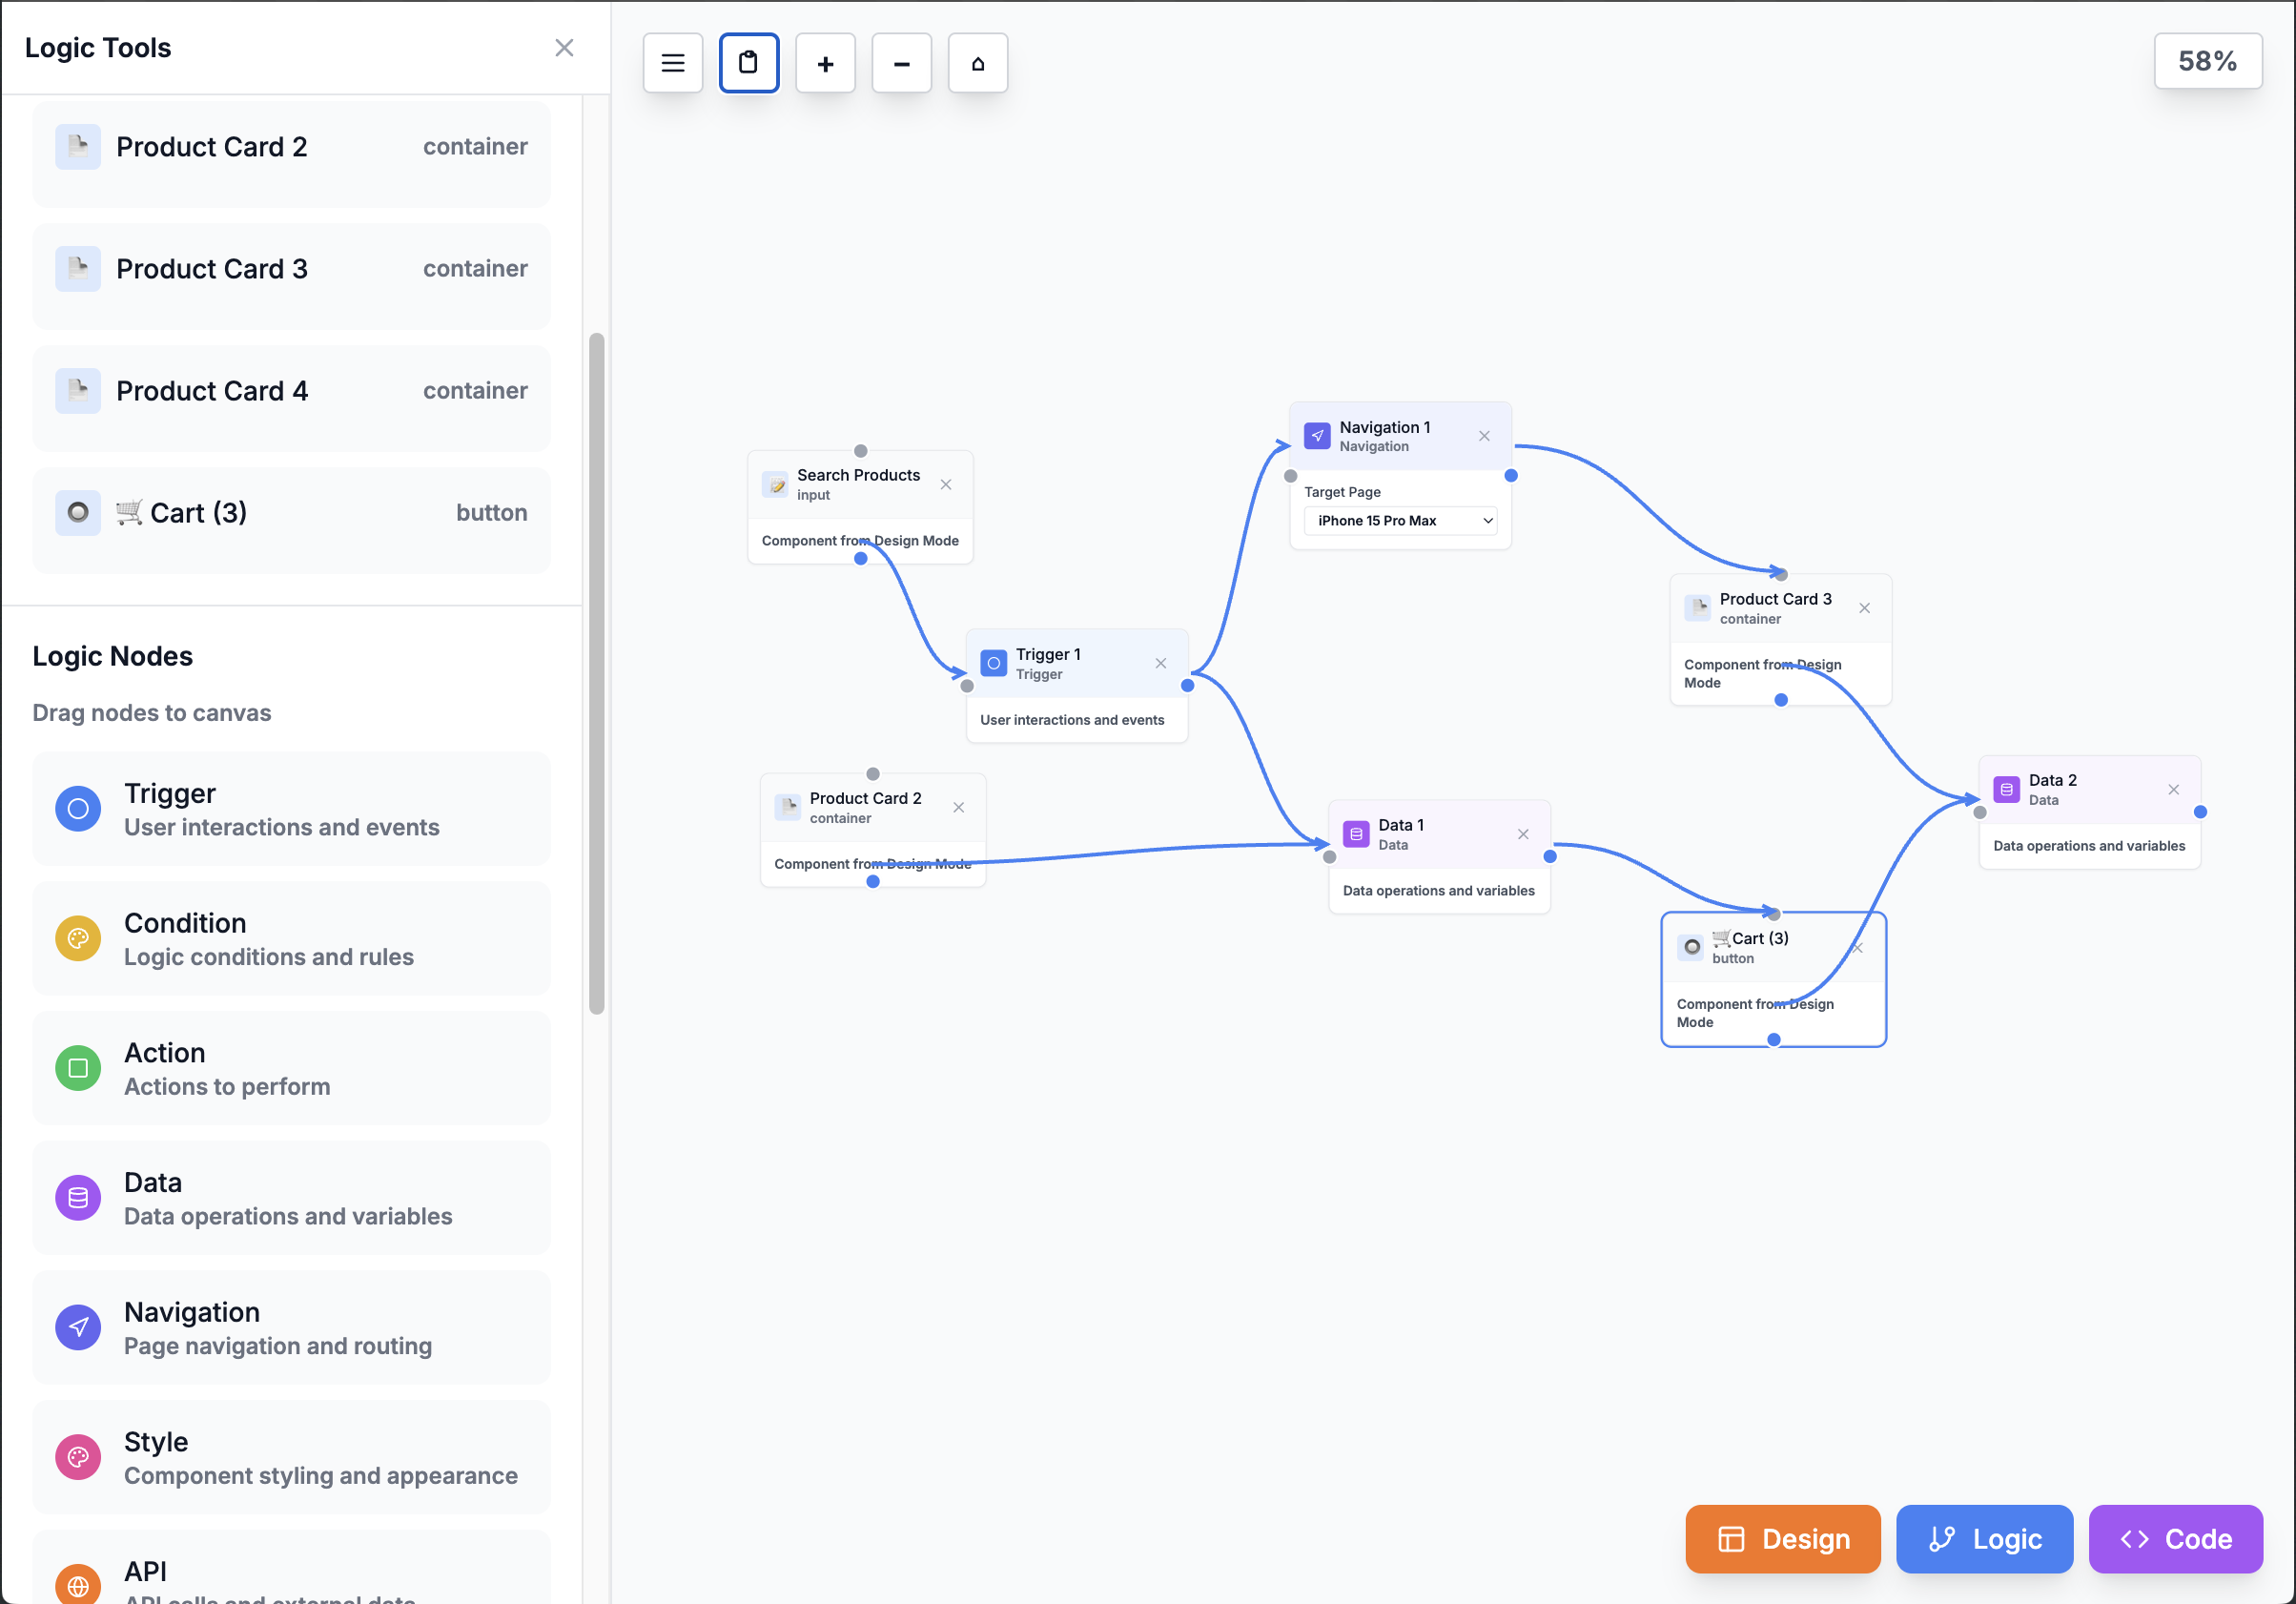 Logic Tools
Product Card 2
container
Product Card 3
container
Product Card 4
container
🛒 Cart (3)
button
Logic Nodes
Drag nodes to canvas
Trigger
User interactions and events
Condition
Logic conditions and rules
Action
Actions to perform
Data
Data operations and variables
Navigation
Page navigation and routing
Style
Component styling and appearance
API
API calls and external data
58%
Search Products
input
Component from Design Mode
Trigger 1
Trigger
User interactions and events
Product Card 2
container
Component from Design Mode
Navigation 1
Navigation
Target Page
iPhone 15 Pro Max
Data 1
Data
Data operations and variables
Product Card 3
container
Component from Design
Mode
🛒Cart (3)
button
Component from Design
Mode
Data 2
Data
Data operations and variables
Design
Logic
Code